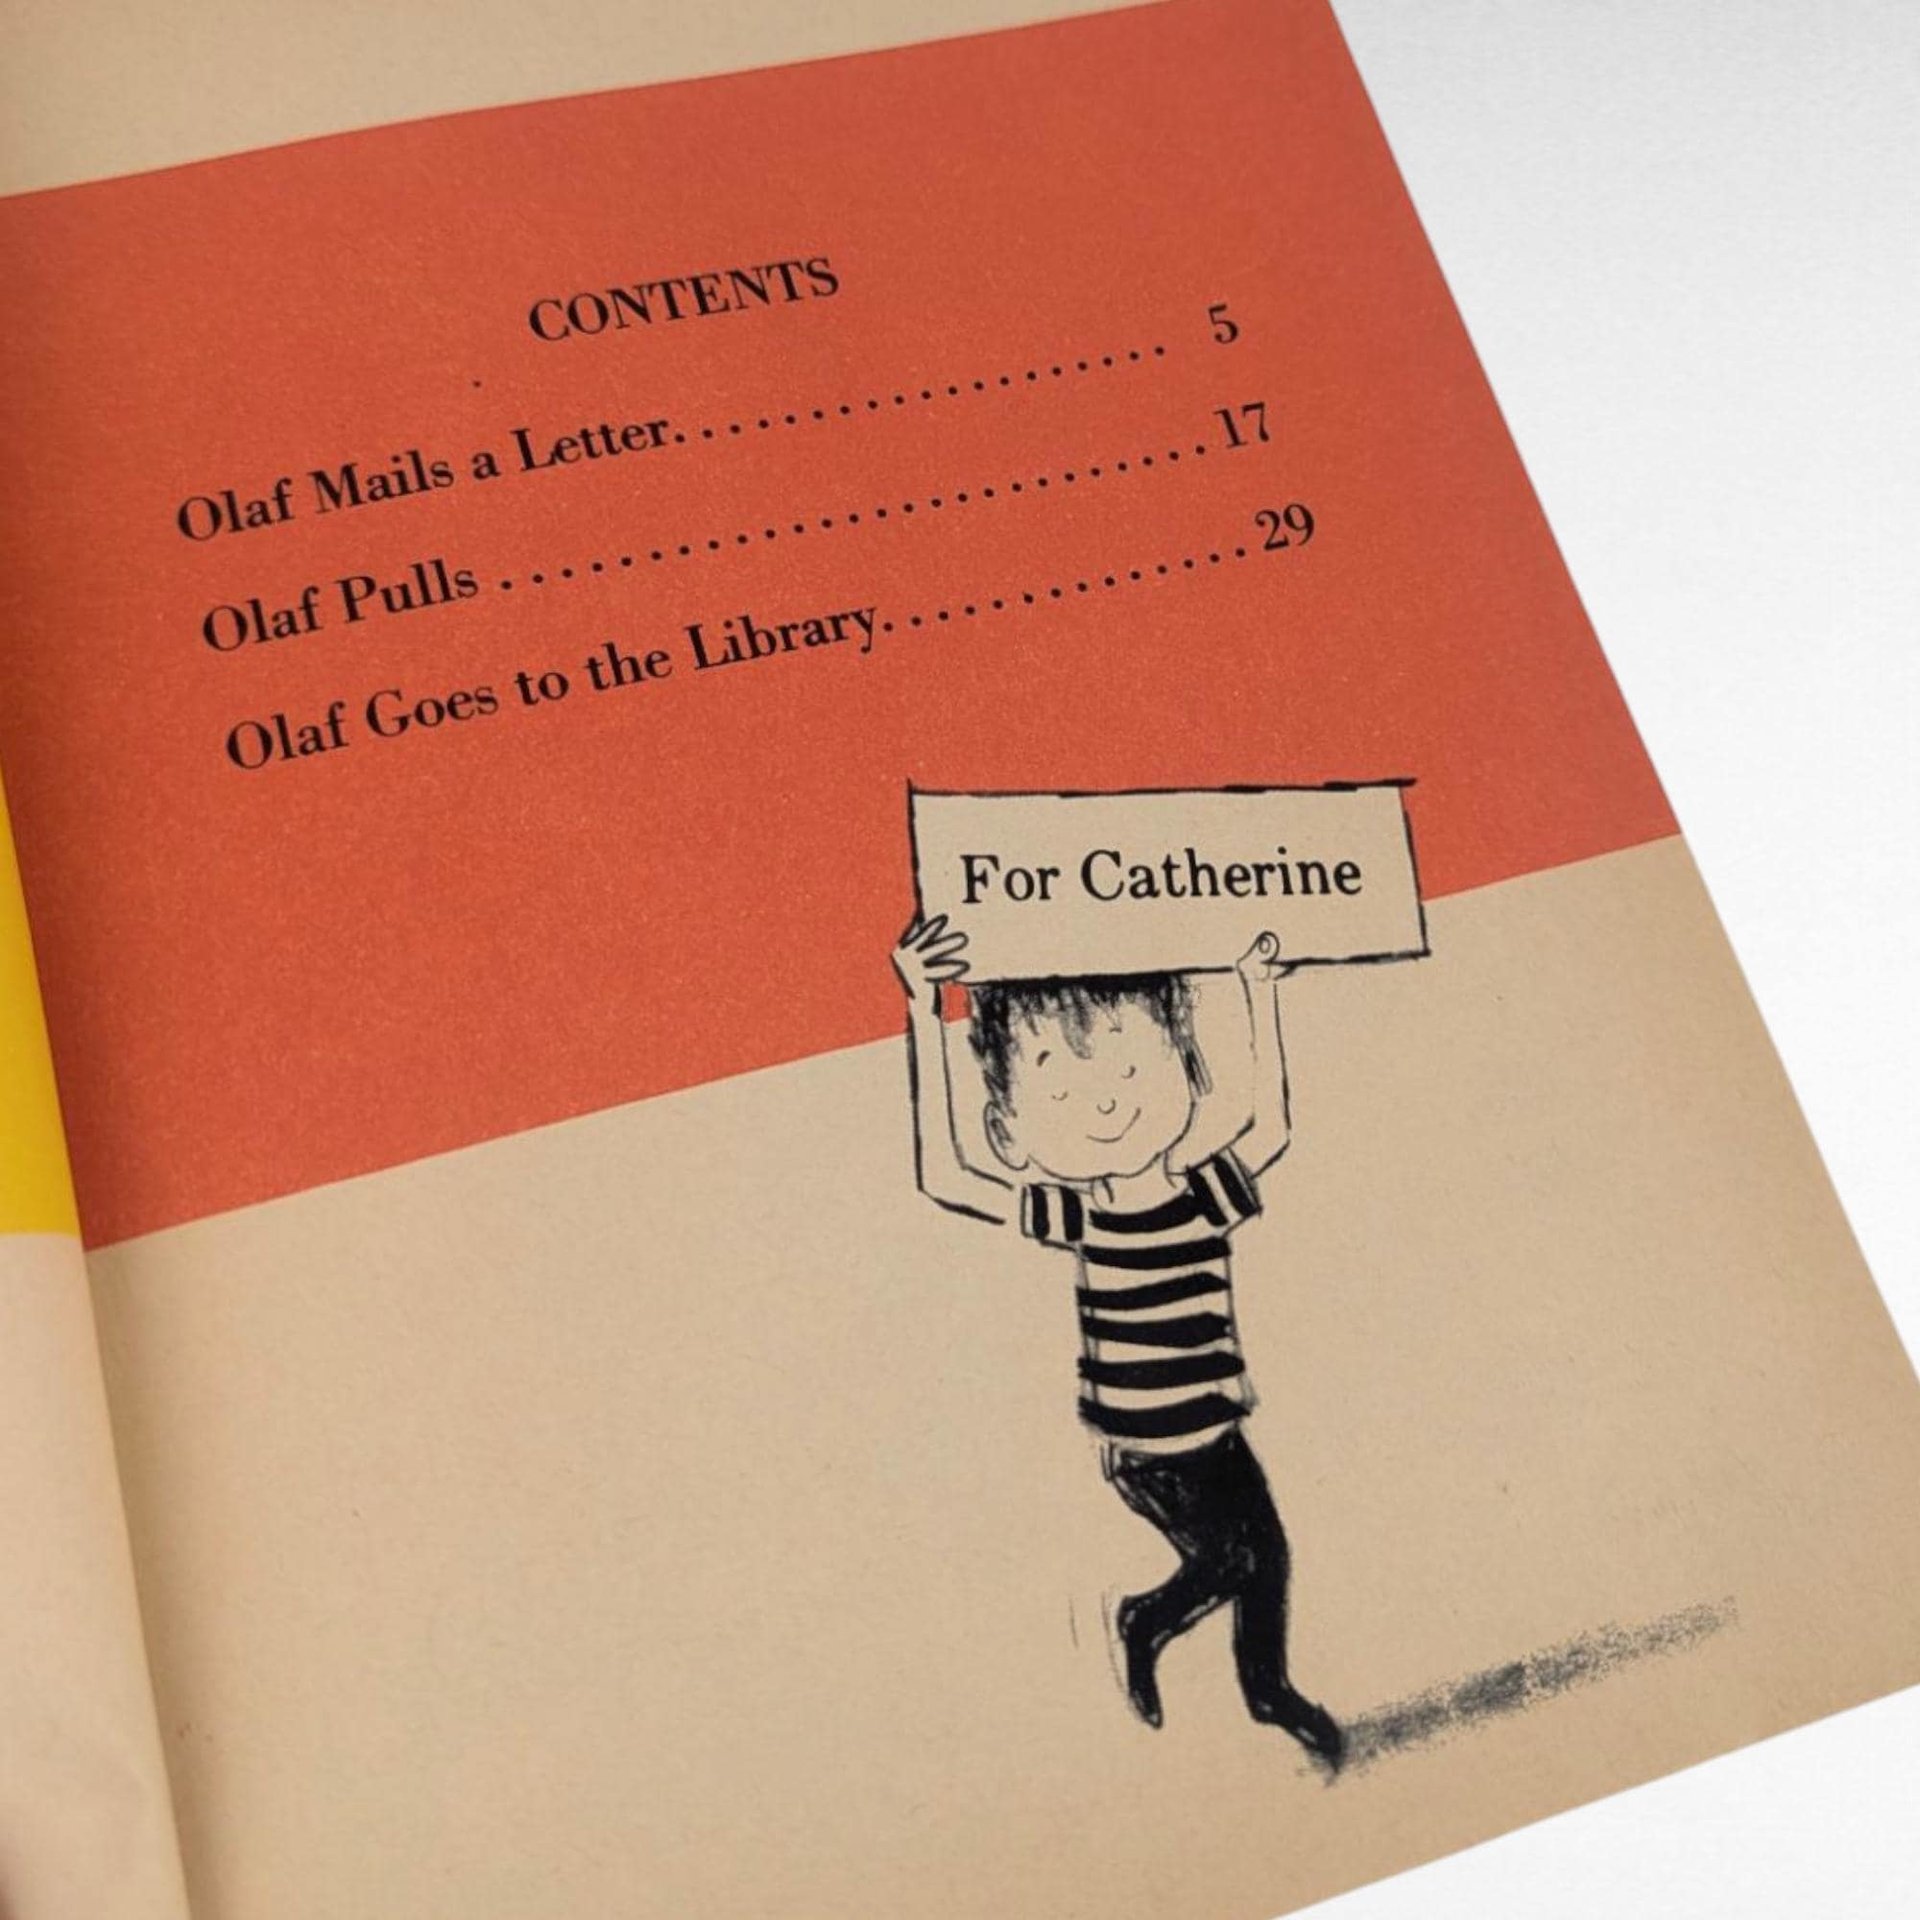 CONTENTS
Olaf Mails a Letter................... 5
Olaf Pulls ..........................17
Olaf Goes to the Library..............29
For Catherine